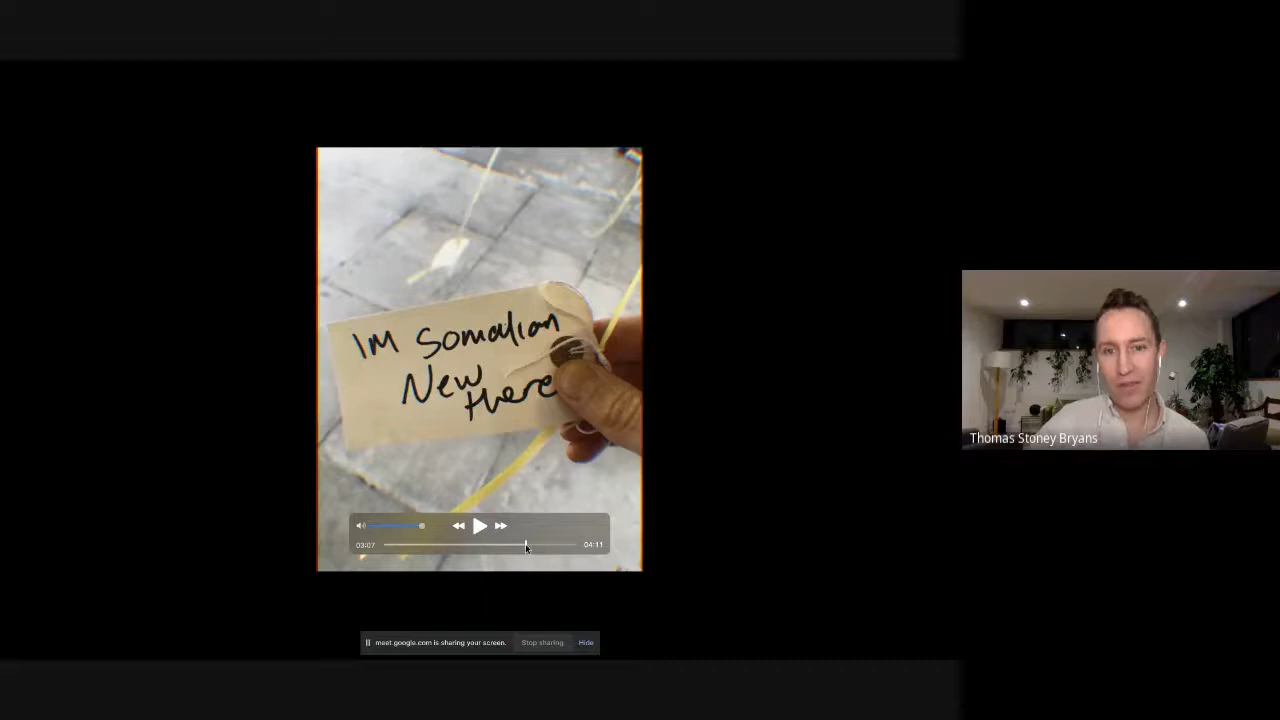 IM Somalian
New
there
03:07
04:11
meet.google.com is sharing your screen.
Stop sharing
Hide
Thomas Stoney Bryans